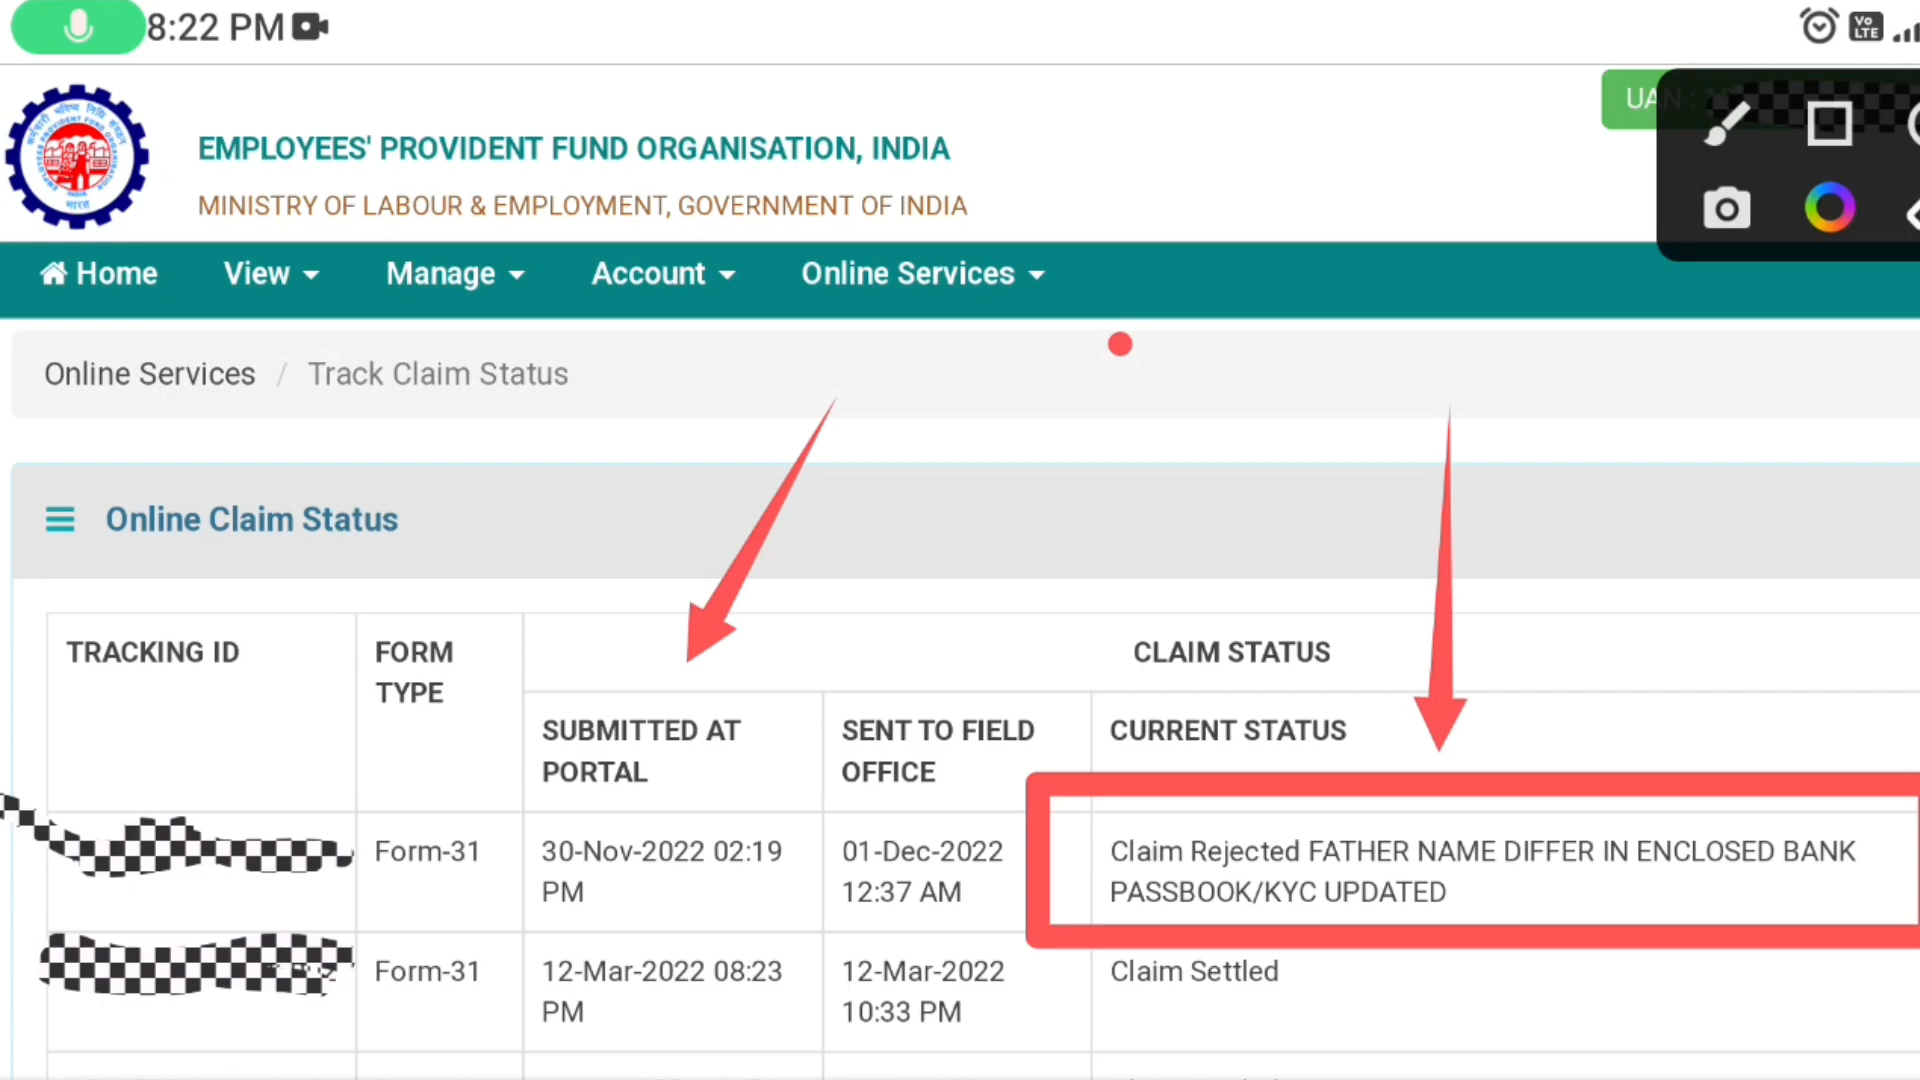 8:22 PM
Vo LTE
UAN :
EMPLOYEES' PROVIDENT FUND ORGANISATION, INDIA
MINISTRY OF LABOUR & EMPLOYMENT, GOVERNMENT OF INDIA
Home View Manage Account Online Services
Online Services / Track Claim Status
Online Claim Status
TRACKING ID FORM TYPE CLAIM STATUS
SUBMITTED AT PORTAL SENT TO FIELD OFFICE CURRENT STATUS
Form-31 30-Nov-2022 02:19 PM 01-Dec-2022 12:37 AM Claim Rejected FATHER NAME DIFFER IN ENCLOSED BANK PASSBOOK/KYC UPDATED
Form-31 12-Mar-2022 08:23 PM 12-Mar-2022 10:33 PM Claim Settled